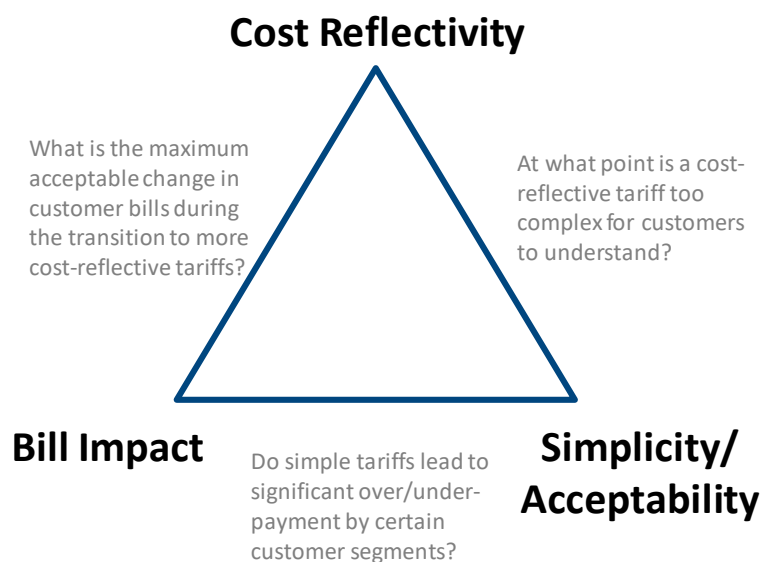 Cost Reflectivity
What is the maximum
acceptable change in
customer bills during
the transition to more
cost-reflective tariffs?
At what point is a cost-
reflective tariff too
complex for customers
to understand?
Bill Impact
Do simple tariffs lead to
significant over/under-
payment by certain
customer segments?
Simplicity/
Acceptability